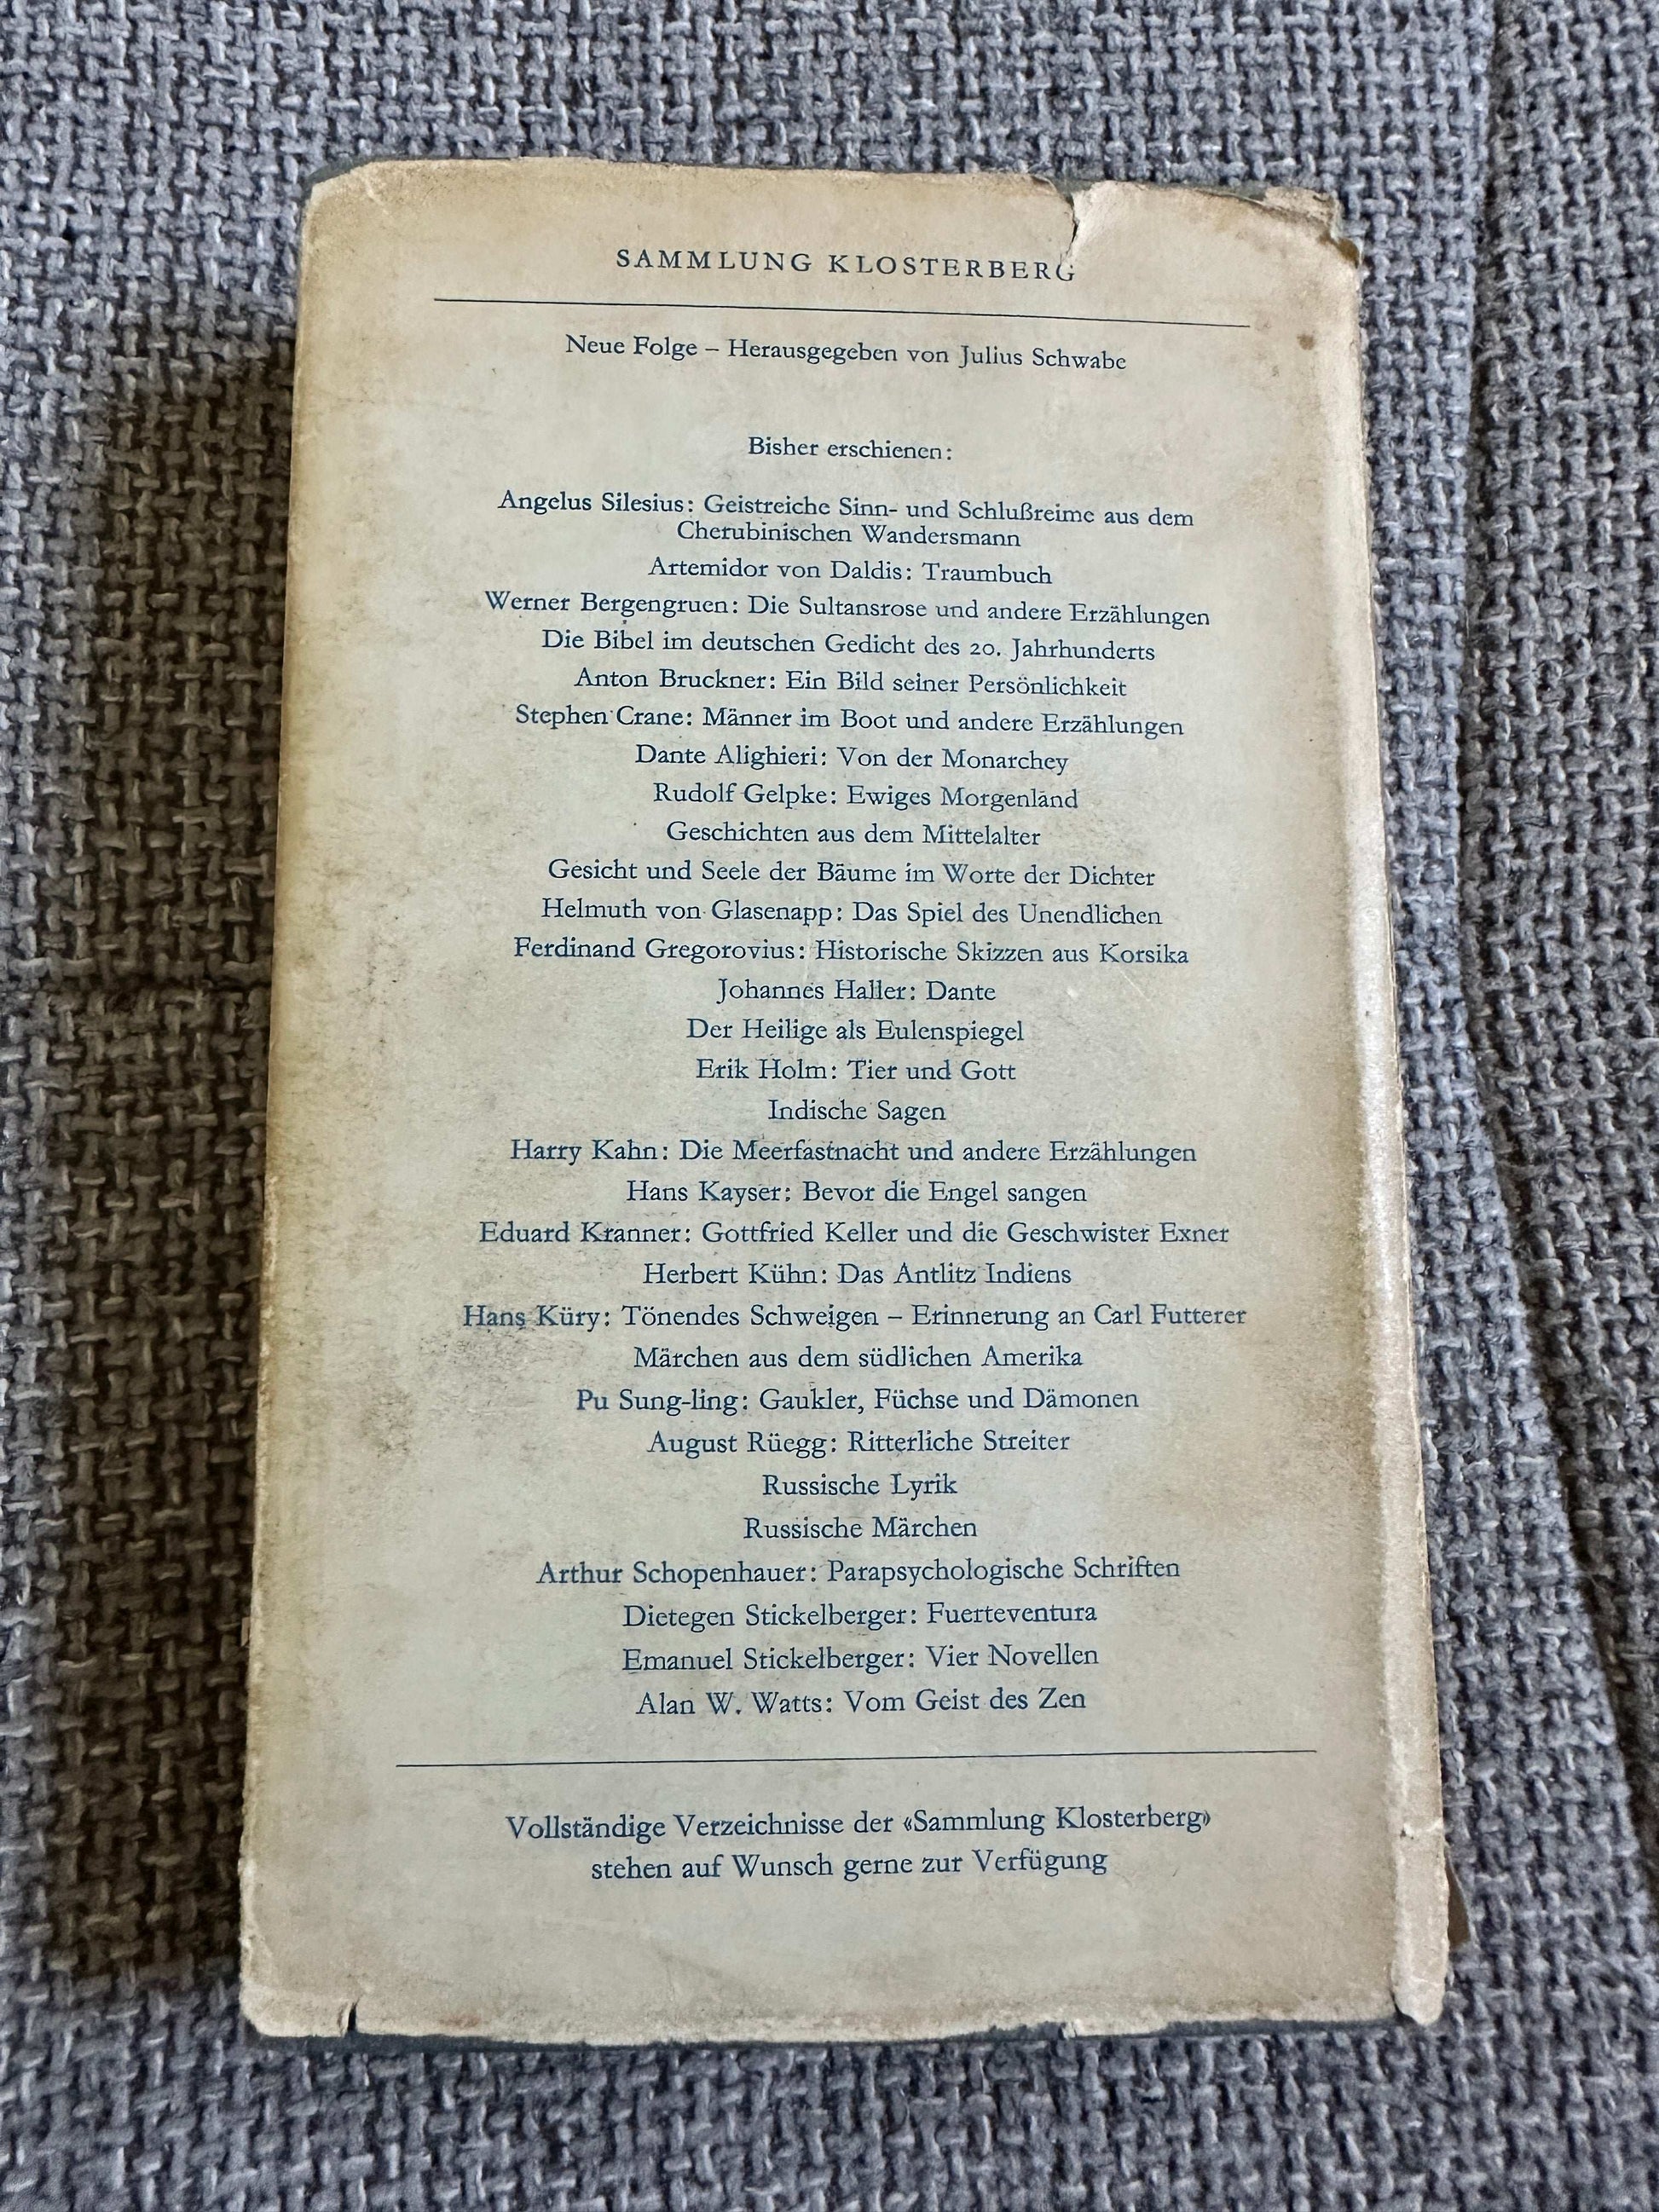 SAMMLUNG KLOSTERBERG
Neue Folge – Herausgegeben von Julius Schwabe
Bisher erschienen:
Angelus Silesius: Geistreiche Sinn- und Schlußreime aus dem
Cherubinischen Wandersmann
Artemidor von Daldis: Traumbuch
Werner Bergengruen: Die Sultansrose und andere Erzählungen
Die Bibel im deutschen Gedicht des 20. Jahrhunderts
Anton Bruckner: Ein Bild seiner Persönlichkeit
Stephen Crane: Männer im Boot und andere Erzählungen
Dante Alighieri: Von der Monarchey
Rudolf Gelpke: Ewiges Morgenland
Geschichten aus dem Mittelalter
Gesicht und Seele der Bäume im Worte der Dichter
Helmuth von Glasenapp: Das Spiel des Unendlichen
Ferdinand Gregorovius: Historische Skizzen aus Korsika
Johannes Haller: Dante
Der Heilige als Eulenspiegel
Erik Holm: Tier und Gott
Indische Sagen
Harry Kahn: Die Meerfastnacht und andere Erzählungen
Hans Kayser: Bevor die Engel sangen
Eduard Kranner: Gottfried Keller und die Geschwister Exner
Herbert Kühn: Das Antlitz Indiens
Hans Küry: Tönendes Schweigen – Erinnerung an Carl Futterer
Märchen aus dem südlichen Amerika
Pu Sung-ling: Gaukler, Füchse und Dämonen
August Rüegg: Ritterliche Streiter
Russische Lyrik
Russische Märchen
Arthur Schopenhauer: Parapsychologische Schriften
Dietegen Stickelberger: Fuerteventura
Emanuel Stickelberger: Vier Novellen
Alan W. Watts: Vom Geist des Zen
Vollständige Verzeichnisse der «Sammlung Klosterberg»
stehen auf Wunsch gerne zur Verfügung